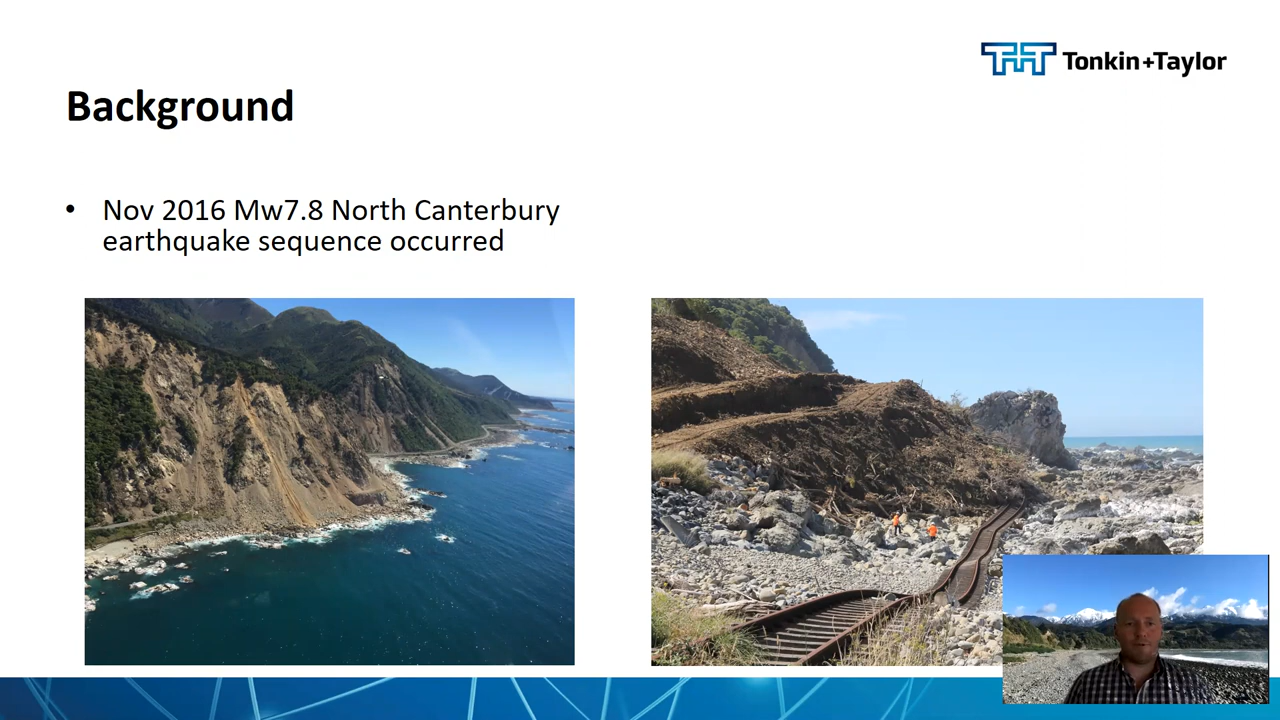 Tonkin+Taylor
Background
• Nov 2016 Mw7.8 North Canterbury
earthquake sequence occurred